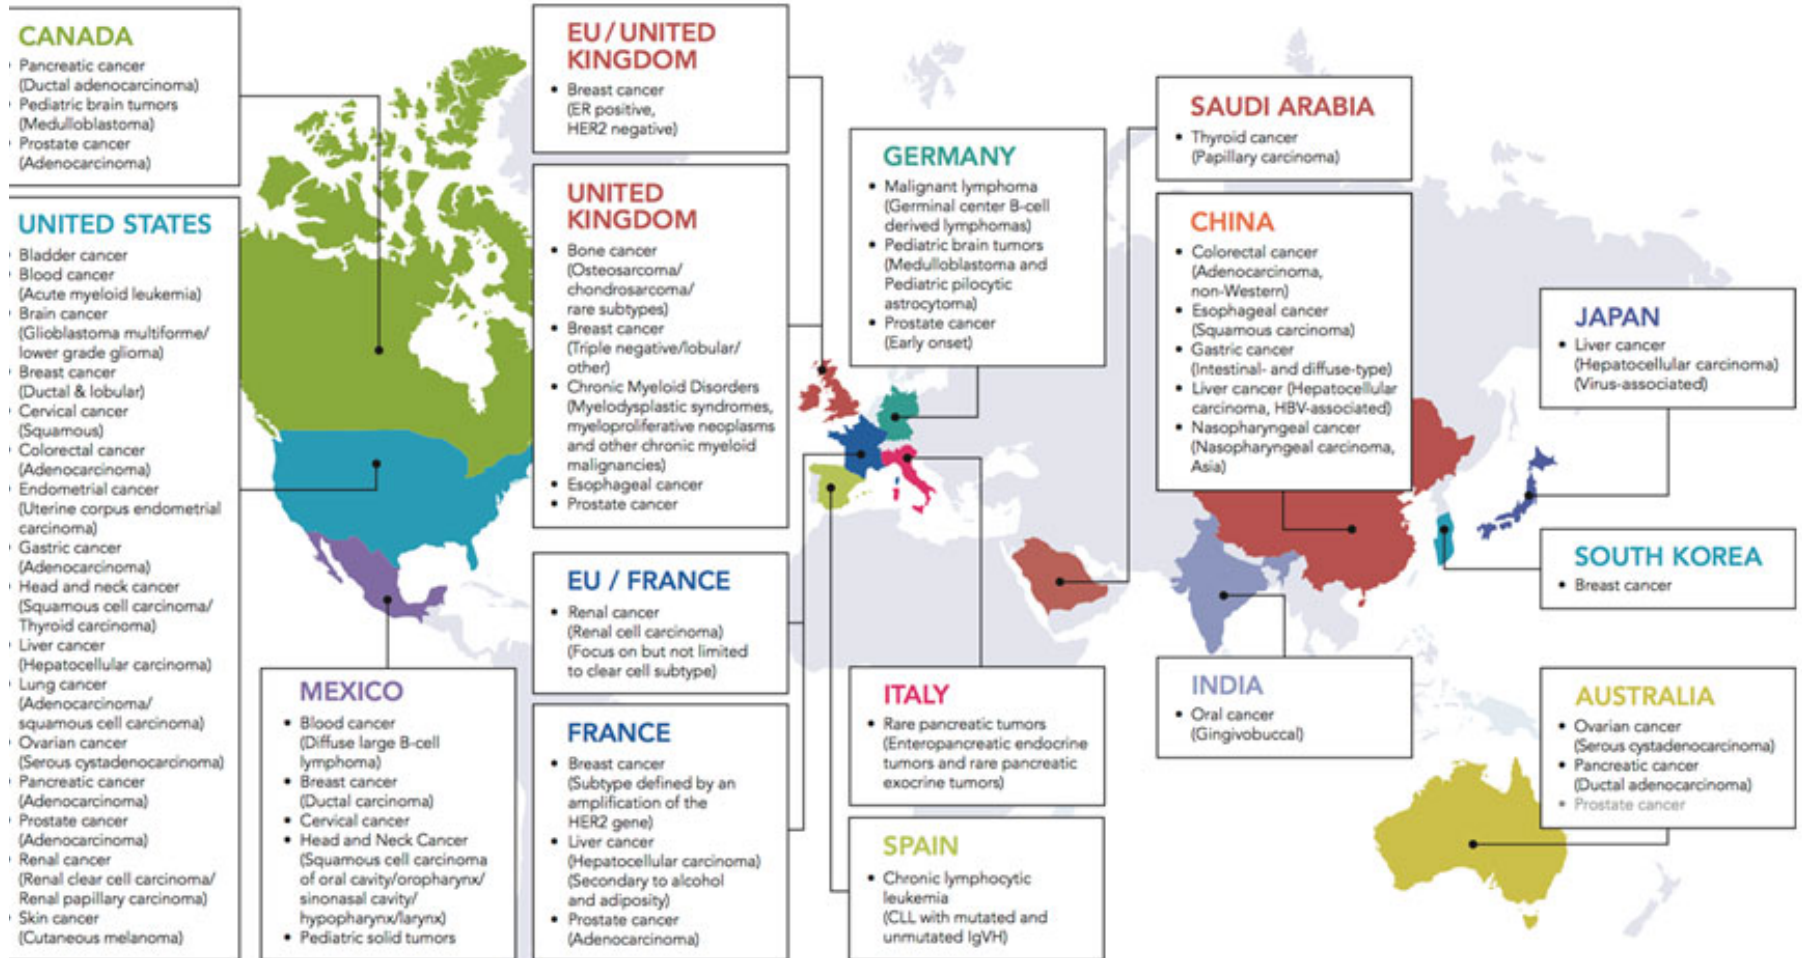 CANADA
› Pancreatic cancer
(Ductal adenocarcinoma)
Pediatric brain tumors
(Medulloblastoma)
Prostate cancer
(Adenocarcinoma)
UNITED STATES
Bladder cancer
Blood cancer
(Acute myeloid leukemia)
Brain cancer
(Glioblastoma multiforme/
lower grade glioma)
Breast cancer
(Ductal & lobular)
Cervical cancer
(Squamous)
Colorectal cancer
(Adenocarcinoma)
Endometrial cancer
(Uterine corpus endometrial
carcinoma)
Gastric cancer
(Adenocarcinoma)
Head and neck cancer
(Squamous cell carcinoma/
Thyroid carcinoma)
Liver cancer
(Hepatocellular carcinoma)
Lung cancer
(Adenocarcinoma/
squamous cell carcinoma)
Ovarian cancer
(Serous cystadenocarcinoma)
Pancreatic cancer
(Adenocarcinoma)
Prostate cancer
(Adenocarcinoma)
Renal cancer
(Renal clear cell carcinoma/
Renal papillary carcinoma)
Skin cancer
(Cutaneous melanoma)
MEXICO
• Blood cancer
(Diffuse large B-cell
lymphoma)
• Breast cancer
(Ductal carcinoma)
• Cervical cancer
• Head and Neck Cancer
(Squamous cell carcinoma
of oral cavity/oropharynx/
sinonasal cavity/
hypopharynx/larynx)
• Pediatric solid tumors
EU / UNITED
KINGDOM
• Breast cancer
(ER positive,
HER2 negative)
UNITED
KINGDOM
• Bone cancer
(Osteosarcoma/
chondrosarcoma/
rare subtypes)
• Breast cancer
(Triple negative/lobular/
other)
• Chronic Myeloid Disorders
(Myelodysplastic syndromes,
myeloproliferative neoplasms
and other chronic myeloid
malignancies)
• Esophageal cancer
• Prostate cancer
EU / FRANCE
• Renal cancer
(Renal cell carcinoma)
(Focus on but not limited
to clear cell subtype)
FRANCE
• Breast cancer
(Subtype defined by an
amplification of the
HER2 gene)
• Liver cancer
(Hepatocellular carcinoma)
(Secondary to alcohol
and adiposity)
• Prostate cancer
(Adenocarcinoma)
GERMANY
• Malignant lymphoma
(Germinal center B-cell
derived lymphomas)
• Pediatric brain tumors
(Medulloblastoma and
Pediatric pilocytic
astrocytoma)
• Prostate cancer
(Early onset)
ITALY
• Rare pancreatic tumors
(Enteropancreatic endocrine
tumors and rare pancreatic
exocrine tumors)
SPAIN
• Chronic lymphocytic
leukemia
(CLL with mutated and
unmutated IgVH)
SAUDI ARABIA
• Thyroid cancer
(Papillary carcinoma)
CHINA
• Colorectal cancer
(Adenocarcinoma,
non-Western)
• Esophageal cancer
(Squamous carcinoma)
• Gastric cancer
(Intestinal- and diffuse-type)
• Liver cancer (Hepatocellular
carcinoma, HBV-associated)
• Nasopharyngeal cancer
(Nasopharyngeal carcinoma,
Asia)
INDIA
• Oral cancer
(Gingivobuccal)
JAPAN
• Liver cancer
(Hepatocellular carcinoma)
(Virus-associated)
SOUTH KOREA
• Breast cancer
AUSTRALIA
• Ovarian cancer
(Serous cystadenocarcinoma)
• Pancreatic cancer
(Ductal adenocarcinoma)
• Prostate cancer